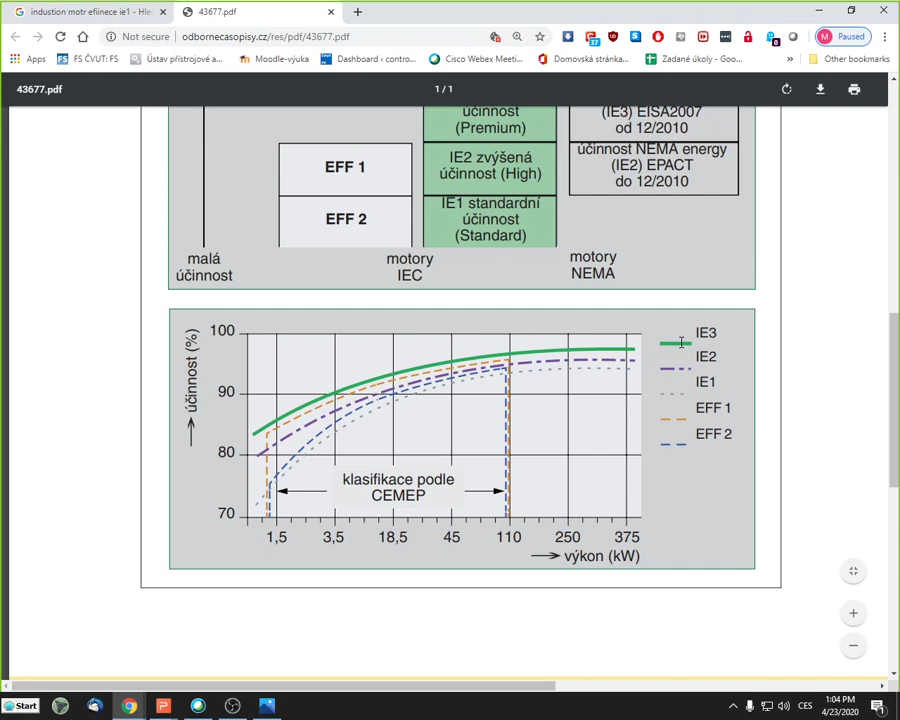 industion motr efiinece ie1 - Hle
43677.pdf
Not secure
odbornecasopisy.cz/res/pdf/43677.pdf
37
0
M Paused
Apps
FS ČVUT: FS
Ústav přístrojové a...
Moodle-výuka
Dashboard ‹ contro...
Cisco Webex Meeti...
Domovská stránka...
Zadané úkoly - Goo...
»
Other bookmarks
43677.pdf
1 / 1
účinnost
(Premium)
(IE3) EISA2007
od 12/2010
EFF 1
IE2 zvýšená
účinnost (High)
účinnost NEMA energy
(IE2) EPACT
do 12/2010
EFF 2
IE1 standardní
účinnost
(Standard)
malá
účinnost
motory
IEC
motory
NEMA
účinnost (%)
100
90
80
70
IE3
IE2
IE1
EFF 1
EFF 2
klasifikace podle
CEMEP
1,5 3,5 18,5 45 110 250 375
výkon (kW)
Start
CES
1:04 PM
4/23/2020